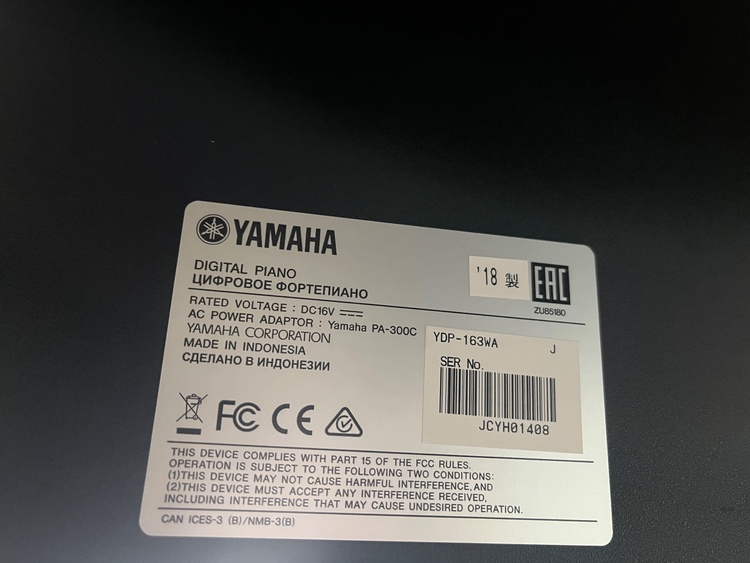 YAMAHA
DIGITAL PIANO
ЦИФРОВОЕ ФОРТЕПИАНО
'18 製
EAC
ZU85180
RATED VOLTAGE : DC16V
AC POWER ADAPTOR : Yamaha PA-300C
YAMAHA CORPORATION
MADE IN INDONESIA
СДЕЛАНО В ИНДОНЕЗИИ
YDP-163WA J
SER No.
JCYH01408
FC CE
THIS DEVICE COMPLIES WITH PART 15 OF THE FCC RULES.
OPERATION IS SUBJECT TO THE FOLLOWING TWO CONDITIONS:
(1)THIS DEVICE MAY NOT CAUSE HARMFUL INTERFERENCE,AND
(2)THIS DEVICE MUST ACCEPT ANY INTERFERENCE RECEIVED,
INCLUDING INTERFERENCE THAT MAY CAUSE UNDESIRED OPERATION.
CAN ICES-3 (B)/NMB-3(B)